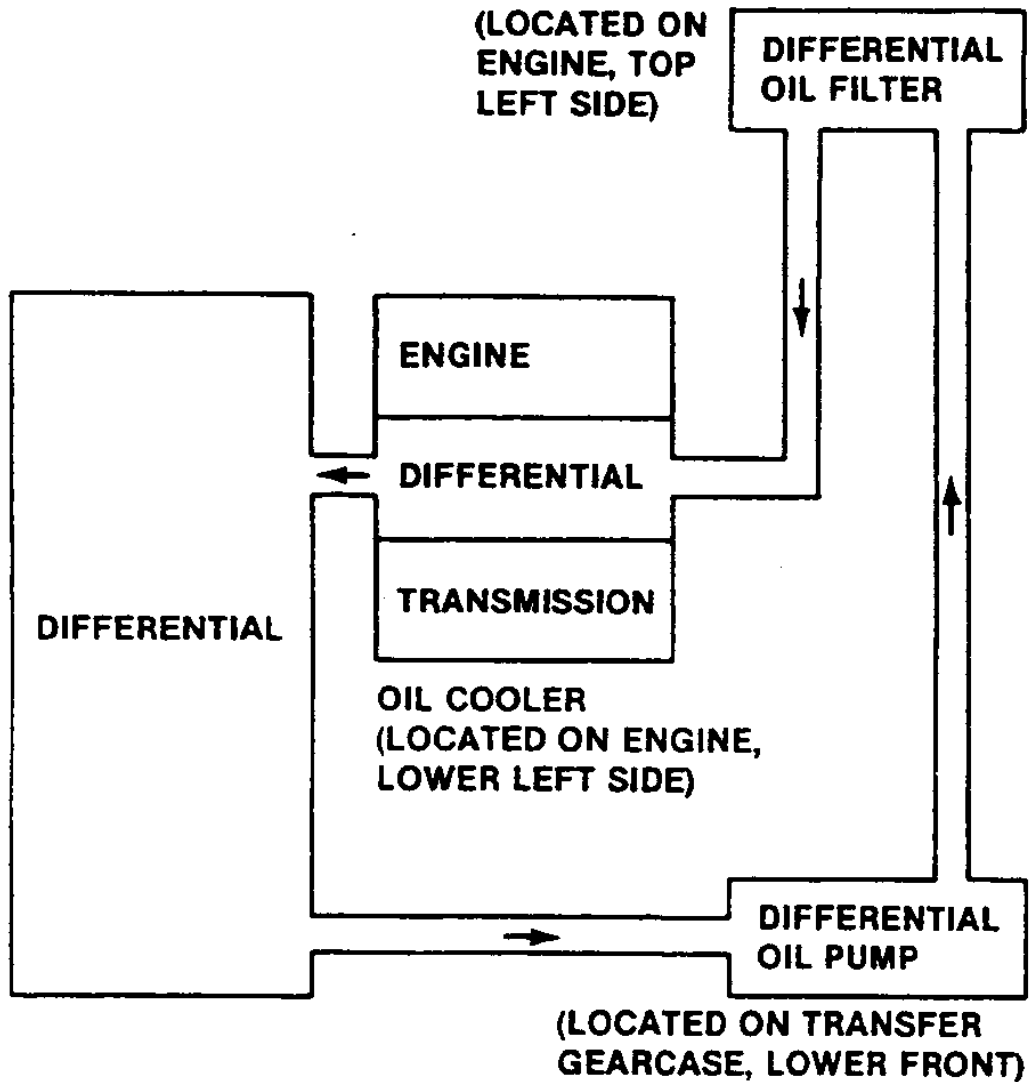 (LOCATED ON
ENGINE, TOP
LEFT SIDE)
DIFFERENTIAL
OIL FILTER
ENGINE
DIFFERENTIAL
TRANSMISSION
DIFFERENTIAL
OIL COOLER
(LOCATED ON ENGINE,
LOWER LEFT SIDE)
DIFFERENTIAL
OIL PUMP
(LOCATED ON TRANSFER
GEARCASE, LOWER FRONT)